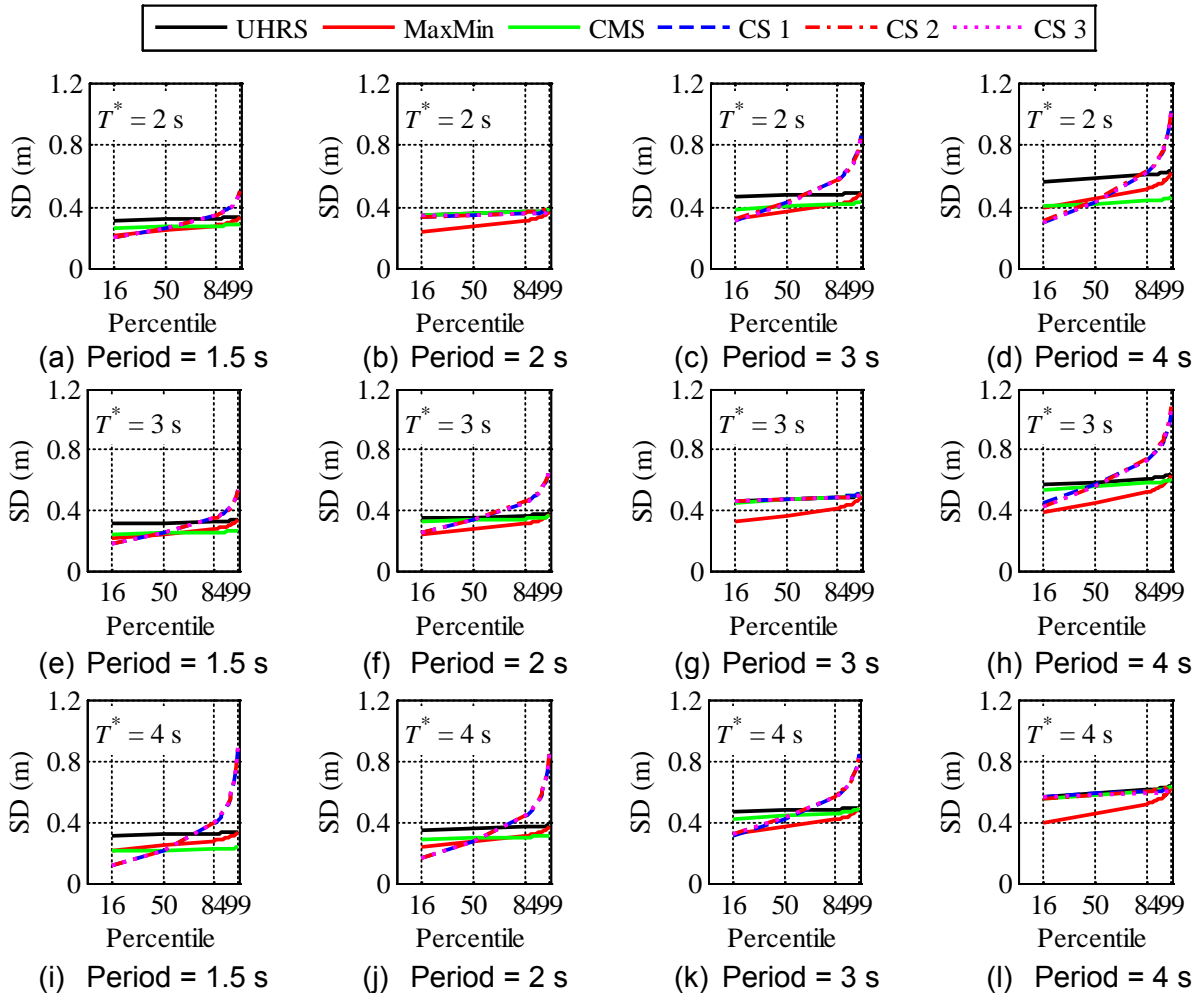 UHRS MaxMin CMS CS 1 CS 2 CS 3
1.2 1.2 1.2 1.2
T* = 2 s T* = 2 s T* = 2 s T* = 2 s
0.8 0.8 0.8 0.8
SD (m) SD (m) SD (m) SD (m)
0.4 0.4 0.4 0.4
0 0 0 0
16 50 8499 16 50 8499 16 50 8499 16 50 8499
Percentile Percentile Percentile Percentile
(a) Period = 1.5 s (b) Period = 2 s (c) Period = 3 s (d) Period = 4 s
1.2 1.2 1.2 1.2
T* = 3 s T* = 3 s T* = 3 s T* = 3 s
0.8 0.8 0.8 0.8
SD (m) SD (m) SD (m) SD (m)
0.4 0.4 0.4 0.4
0 0 0 0
16 50 8499 16 50 8499 16 50 8499 16 50 8499
Percentile Percentile Percentile Percentile
(e) Period = 1.5 s (f) Period = 2 s (g) Period = 3 s (h) Period = 4 s
1.2 1.2 1.2 1.2
T* = 4 s T* = 4 s T* = 4 s T* = 4 s
0.8 0.8 0.8 0.8
SD (m) SD (m) SD (m) SD (m)
0.4 0.4 0.4 0.4
0 0 0 0
16 50 8499 16 50 8499 16 50 8499 16 50 8499
Percentile Percentile Percentile Percentile
(i) Period = 1.5 s (j) Period = 2 s (k) Period = 3 s (l) Period = 4 s